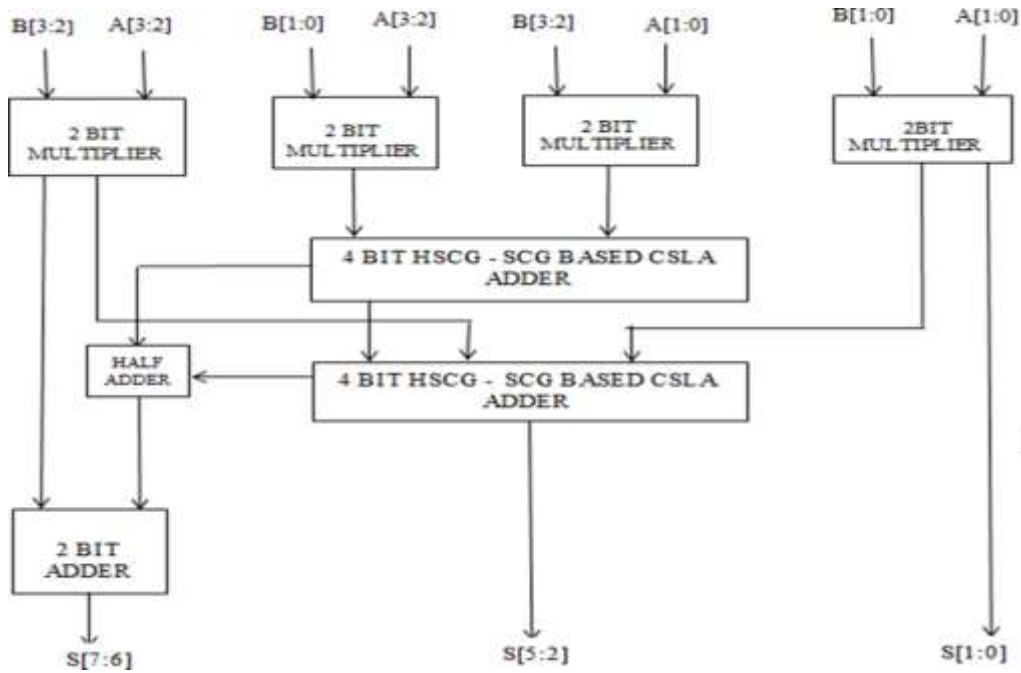 B[3:2] A[3:2] B[1:0] A[3:2] B[3:2] A[1:0] B[1:0] A[1:0]
2 BIT
MULTIPLIER
2 BIT
MULTIPLIER
2 BIT
MULTIPLIER
2BIT
MULTIPLIER
4 BIT HSCG - SCG BASED CSLA
ADDER
HALF
ADDER
4 BIT HSCG - SCG BASED CSLA
ADDER
2 BIT
ADDER
S[7:6] S[5:2] S[1:0]